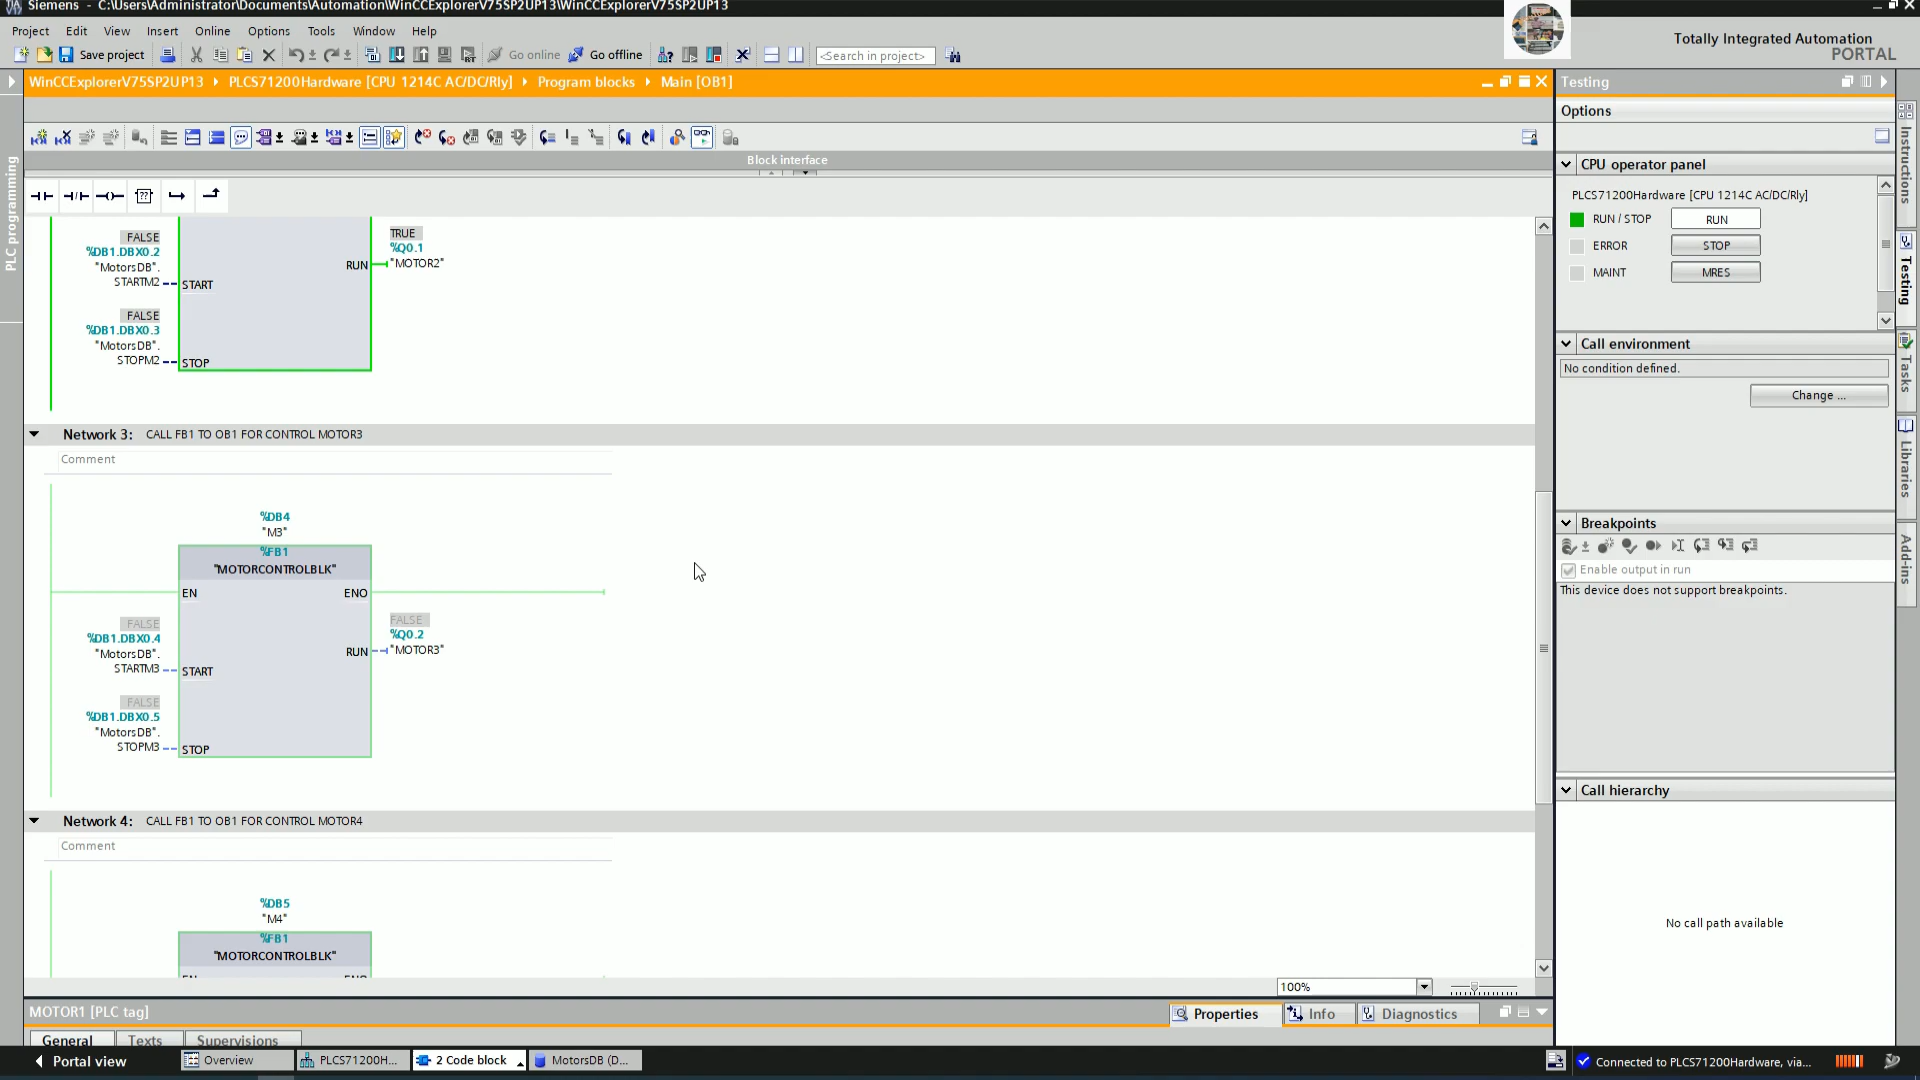 Siemens - C:\Users\Administrator\Documents\Automation\WinCCExplorerV75SP2UP13\WinCCExplorerV75SP2UP13
Project Edit View Insert Online Options Tools Window Help
Totally Integrated Automation
PORTAL
Save project Go online Go offline <Search in project>
WinCCExplorerV75SP2UP13 PLCS71200Hardware [CPU 1214C AC/DC/Rly] Program blocks Main [OB1]
Block interface
PLC programming
FALSE
%DB1.DBX0.2
"MotorsDB".
STARTM2
START
TRUE
%Q0.1
RUN
"MOTOR2"
FALSE
%DB1.DBX0.3
"MotorsDB".
STOPM2
STOP
Network 3: CALL FB1 TO OB1 FOR CONTROL MOTOR3
Comment
%DB4
"M3"
%FB1
"MOTORCONTROLBLK"
EN ENO
FALSE
%DB1.DBX0.4
"MotorsDB".
STARTM3
START
FALSE
%Q0.2
RUN
"MOTOR3"
FALSE
%DB1.DBX0.5
"MotorsDB".
STOPM3
STOP
Network 4: CALL FB1 TO OB1 FOR CONTROL MOTOR4
Comment
%DB5
"M4"
%FB1
"MOTORCONTROLBLK"
EN ENO
100%
MOTOR1 [PLC tag]
Properties Info Diagnostics
General Texts Supervisions
Testing
Options
CPU operator panel
PLCS71200Hardware [CPU 1214C AC/DC/Rly]
RUN / STOP RUN
ERROR STOP
MAINT MRES
Call environment
No condition defined.
Change ...
Breakpoints
Enable output in run
This device does not support breakpoints.
Call hierarchy
No call path available
Instructions
Testing
Tasks
Libraries
Add-ins
Portal view Overview PLCS71200H... 2 Code block MotorsDB (D... Connected to PLCS71200Hardware, via...